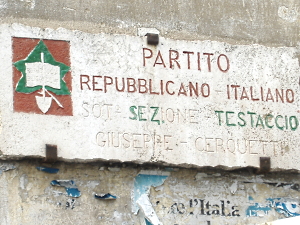 PARTITO
REPUBBLICANO - ITALIANO
SOT - SEZIONE - TESTACCIO
GIUSEPPE - CERQUETTI
l'Italia